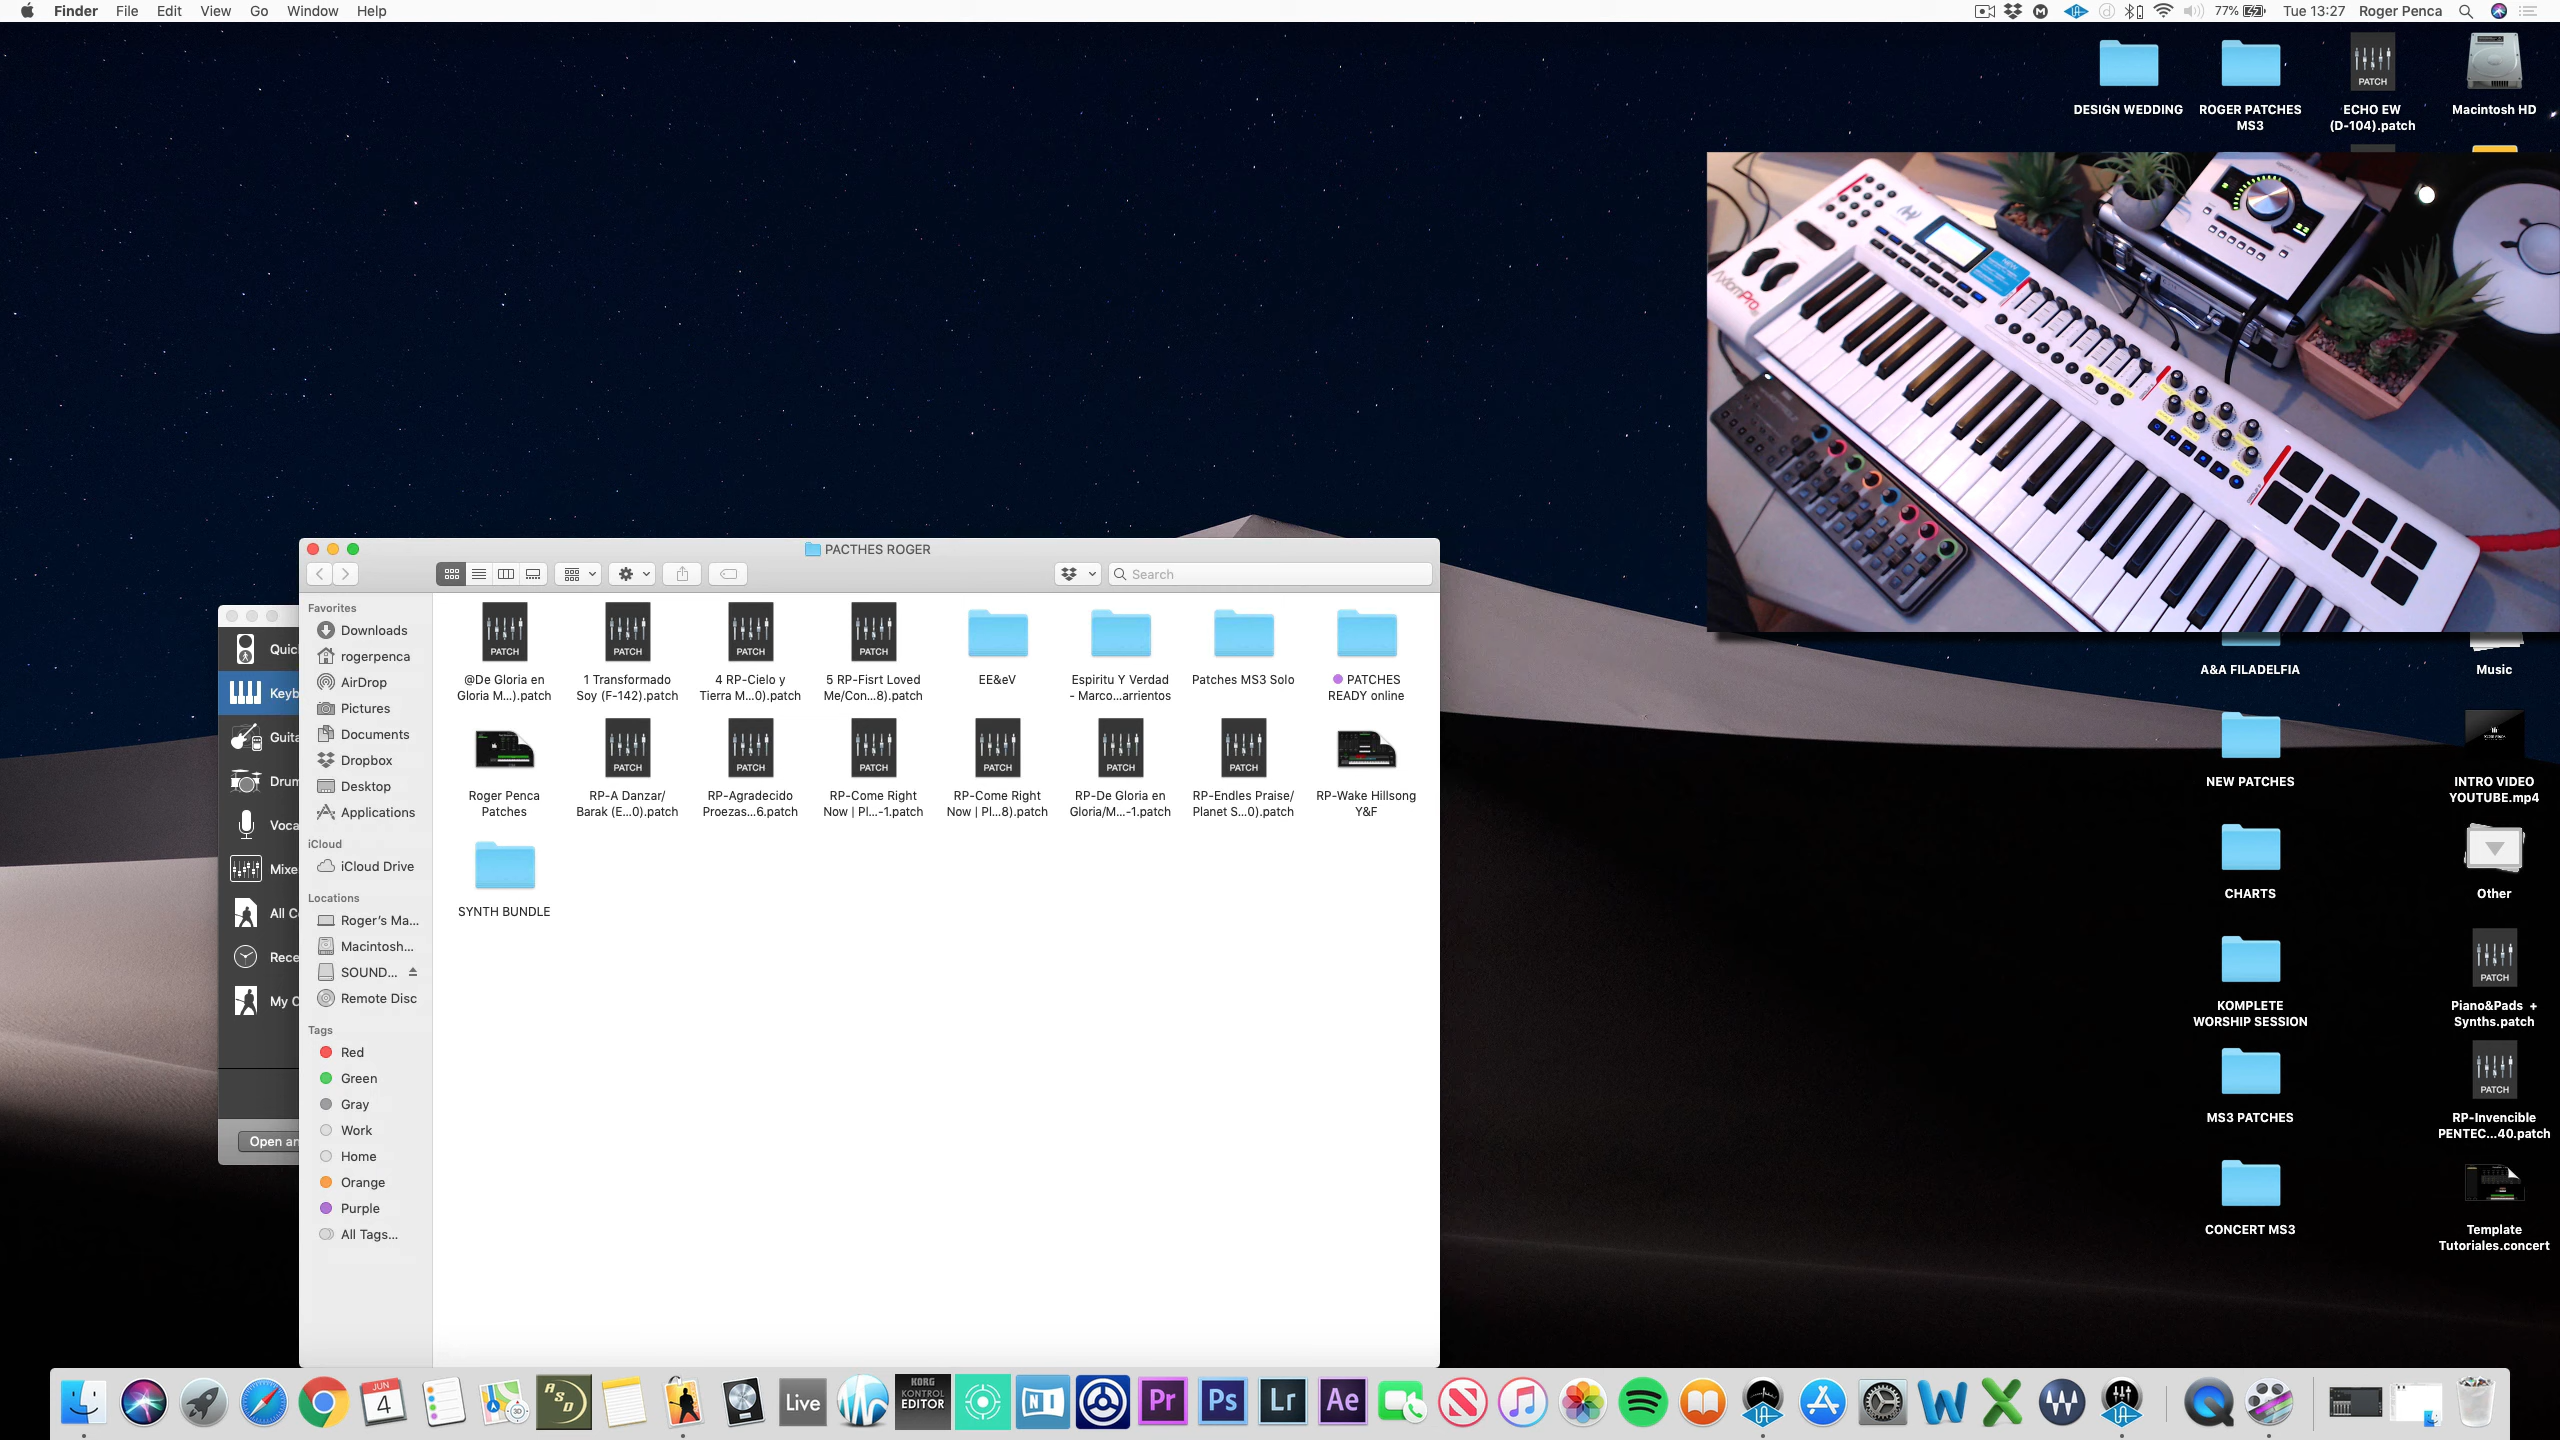 Finder File Edit View Go Window Help
77% Tue 13:27 Roger Penca
DESIGN WEDDING
ROGER PATCHES
MS3
PATCH
ECHO EW
(D-104).patch
Macintosh HD
AxiomPro
PACTHES ROGER
Search
Quic
Keyb
Guita
Drun
Voca
Mixe
All C
Rece
My C
Open an
Favorites
Downloads
rogerpenca
AirDrop
Pictures
Documents
Dropbox
Desktop
Applications
iCloud
iCloud Drive
Locations
Roger's Ma...
Macintosh...
SOUND...
Remote Disc
Tags
Red
Green
Gray
Work
Home
Orange
Purple
All Tags...
PATCH
@De Gloria en
Gloria M...).patch
PATCH
1 Transformado
Soy (F-142).patch
PATCH
4 RP-Cielo y
Tierra M...0).patch
PATCH
5 RP-Fisrt Loved
Me/Con...8).patch
EE&eV
Espiritu Y Verdad
- Marco...arrientos
Patches MS3 Solo
PATCHES
READY online
Roger Penca
Patches
PATCH
RP-A Danzar/
Barak (E...0).patch
PATCH
RP-Agradecido
Proezas...6.patch
PATCH
RP-Come Right
Now | Pl...-1.patch
PATCH
RP-Come Right
Now | Pl...8).patch
PATCH
RP-De Gloria en
Gloria/M...-1.patch
PATCH
RP-Endles Praise/
Planet S...0).patch
RP-Wake Hillsong
Y&F
SYNTH BUNDLE
A&A FILADELFIA
Music
NEW PATCHES
INTRO VIDEO
YOUTUBE.mp4
CHARTS
Other
KOMPLETE
WORSHIP SESSION
PATCH
Piano&Pads +
Synths.patch
MS3 PATCHES
PATCH
RP-Invencible
PENTEC...40.patch
CONCERT MS3
Template
Tutoriales.concert
JUN
4
3D
A S D
Live
KORG
KONTROL
EDITOR
NI
Pr
Ps
Lr
Ae